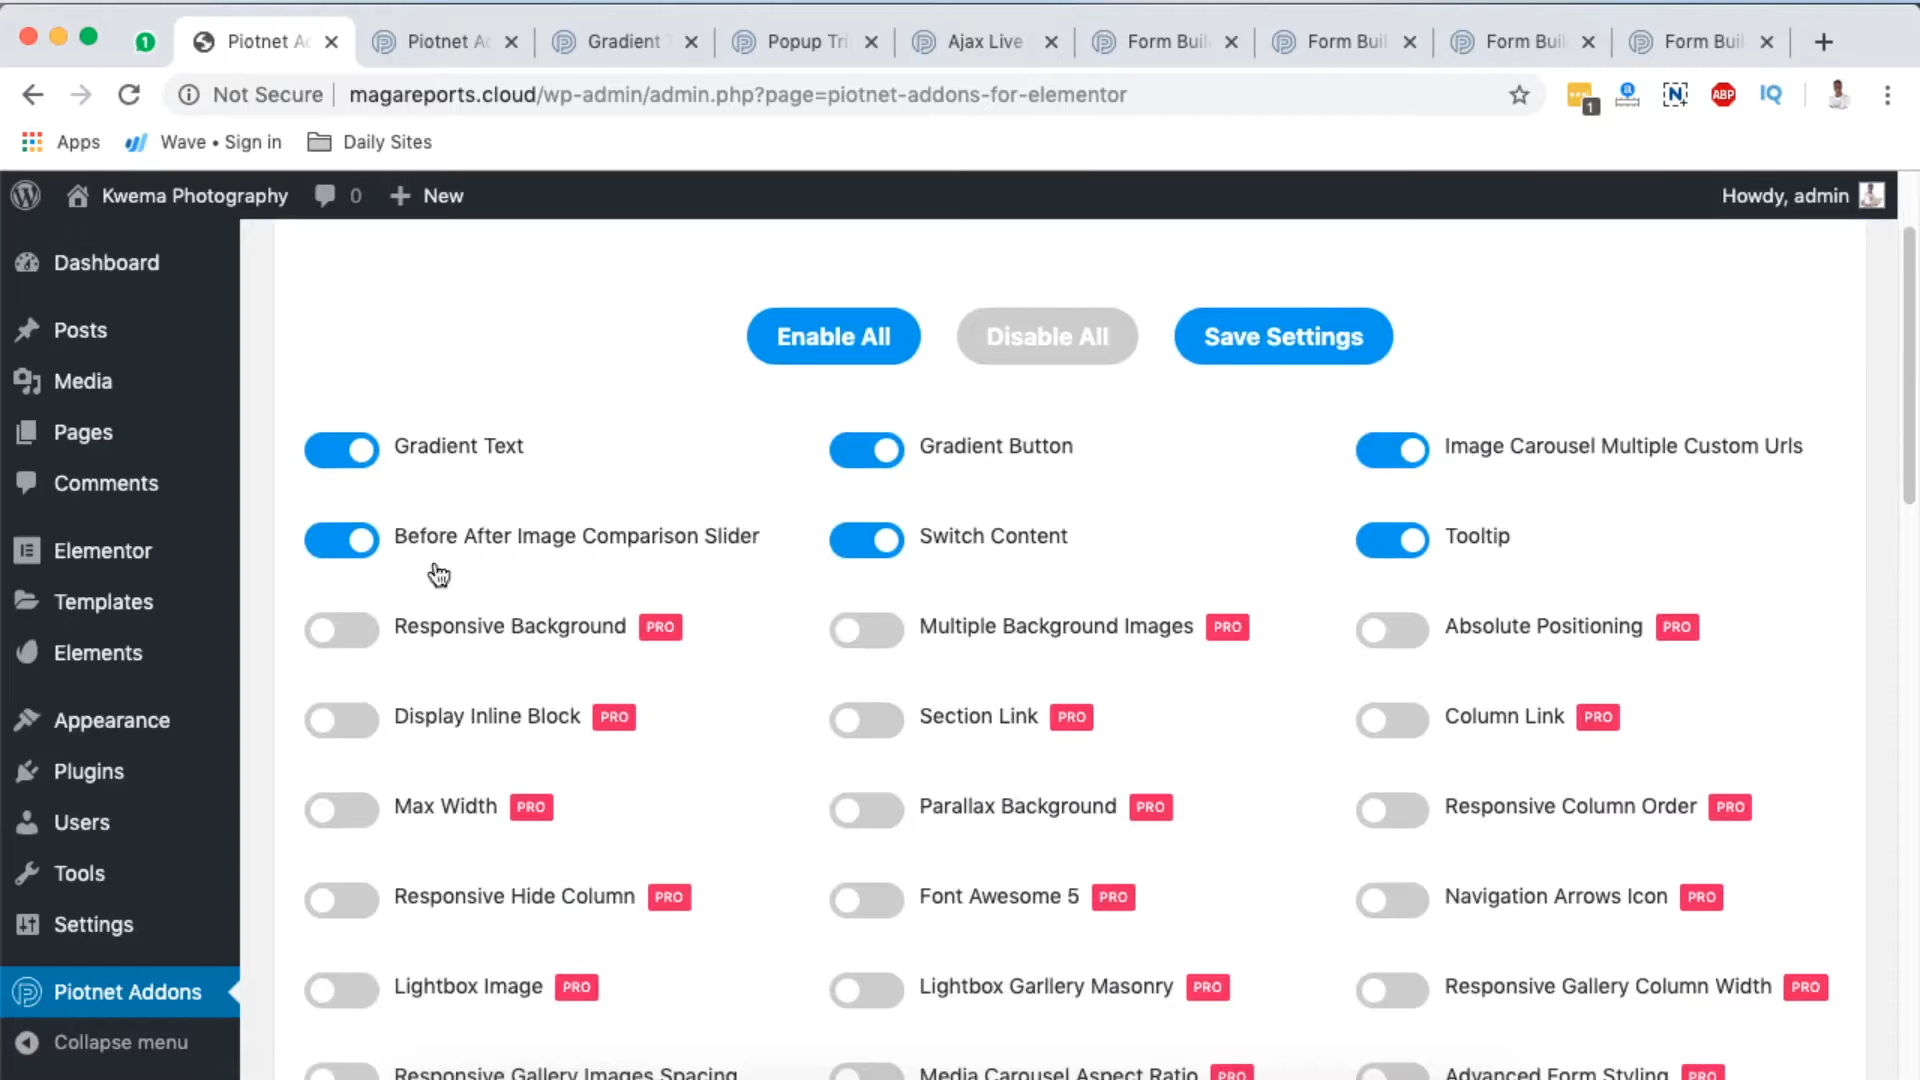 1
Piotnet A
Piotnet A
Gradient T
Popup Tri
Ajax Live
Form Buil
Form Buil
Form Buil
Form Buil
Not Secure
magareports.cloud/wp-admin/admin.php?page=piotnet-addons-for-elementor
1
ABP
IQ
Apps
Wave • Sign in
Daily Sites
Kwema Photography
0
New
Howdy, admin
Dashboard
Posts
Media
Pages
Comments
Elementor
Templates
Elements
Appearance
Plugins
Users
Tools
Settings
Piotnet Addons
Collapse menu
Enable All
Disable All
Save Settings
Gradient Text
Gradient Button
Image Carousel Multiple Custom Urls
Before After Image Comparison Slider
Switch Content
Tooltip
Responsive Background PRO
Multiple Background Images PRO
Absolute Positioning PRO
Display Inline Block PRO
Section Link PRO
Column Link PRO
Max Width PRO
Parallax Background PRO
Responsive Column Order PRO
Responsive Hide Column PRO
Font Awesome 5 PRO
Navigation Arrows Icon PRO
Lightbox Image PRO
Lightbox Garllery Masonry PRO
Responsive Gallery Column Width PRO
Responsive Gallery Images Spacing
Media Carousel Aspect Ratio PRO
Advanced Form Styling PRO